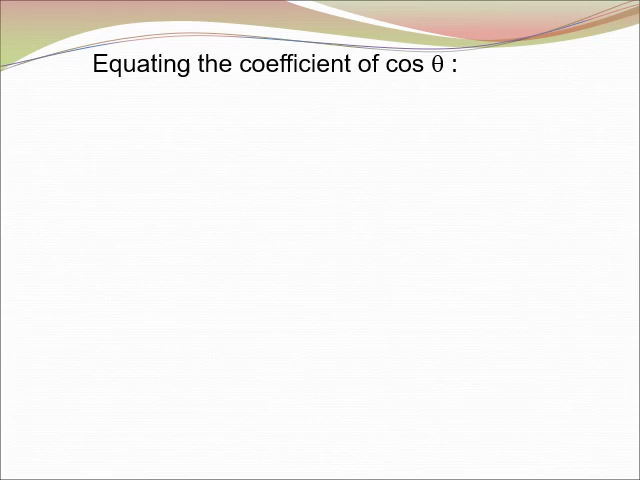 Equating the coefficient of cos θ :